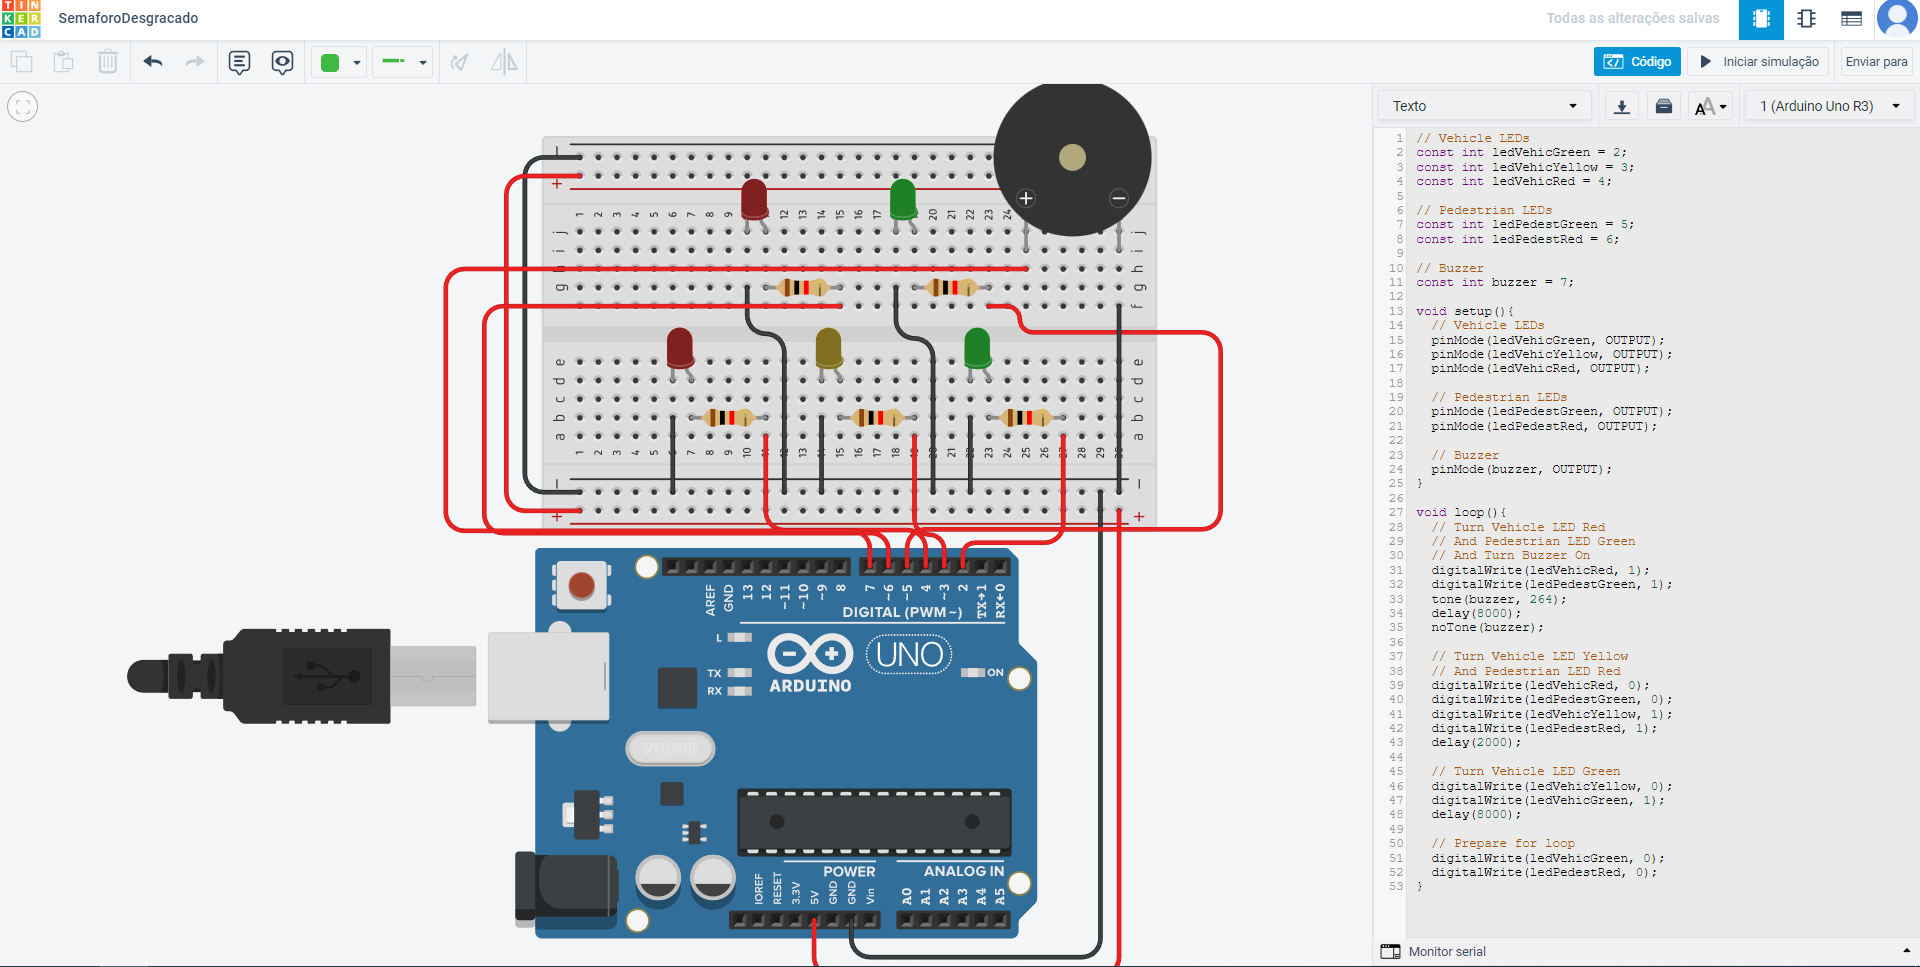 TIN
KER
CAD
SemaforoDesgracado
Todas as alterações salvas
Código
Iniciar simulação
Enviar para
Texto
1 (Arduino Uno R3)
1 // Vehicle LEDs
2 const int ledVehicGreen = 2;
3 const int ledVehicYellow = 3;
4 const int ledVehicRed = 4;
5
6 // Pedestrian LEDs
7 const int ledPedestGreen = 5;
8 const int ledPedestRed = 6;
9
10 // Buzzer
11 const int buzzer = 7;
12
13 void setup(){
14 // Vehicle LEDs
15 pinMode(ledVehicGreen, OUTPUT);
16 pinMode(ledVehicYellow, OUTPUT);
17 pinMode(ledVehicRed, OUTPUT);
18
19 // Pedestrian LEDs
20 pinMode(ledPedestGreen, OUTPUT);
21 pinMode(ledPedestRed, OUTPUT);
22
23 // Buzzer
24 pinMode(buzzer, OUTPUT);
25 }
26
27 void loop(){
28 // Turn Vehicle LED Red
29 // And Pedestrian LED Green
30 // And Turn Buzzer On
31 digitalWrite(ledVehicRed, 1);
32 digitalWrite(ledPedestGreen, 1);
33 tone(buzzer, 264);
34 delay(8000);
35 noTone(buzzer);
36
37 // Turn Vehicle LED Yellow
38 // And Pedestrian LED Red
39 digitalWrite(ledVehicRed, 0);
40 digitalWrite(ledPedestGreen, 0);
41 digitalWrite(ledVehicYellow, 1);
42 digitalWrite(ledPedestRed, 1);
43 delay(2000);
44
45 // Turn Vehicle LED Green
46 digitalWrite(ledVehicYellow, 0);
47 digitalWrite(ledVehicGreen, 1);
48 delay(8000);
49
50 // Prepare for loop
51 digitalWrite(ledVehicGreen, 0);
52 digitalWrite(ledPedestRed, 0);
53 }
Monitor serial
AREF GND 13 12 ~11 ~10 ~9 8 7 ~6 ~5 4 ~3 2 TX→1 RX←0
DIGITAL (PWM~)
L
TX
RX
ARDUINO
UNO
ON
SPK16.000G
POWER
ANALOG IN
IOREF RESET 3.3V 5V GND GND Vin A0 A1 A2 A3 A4 A5